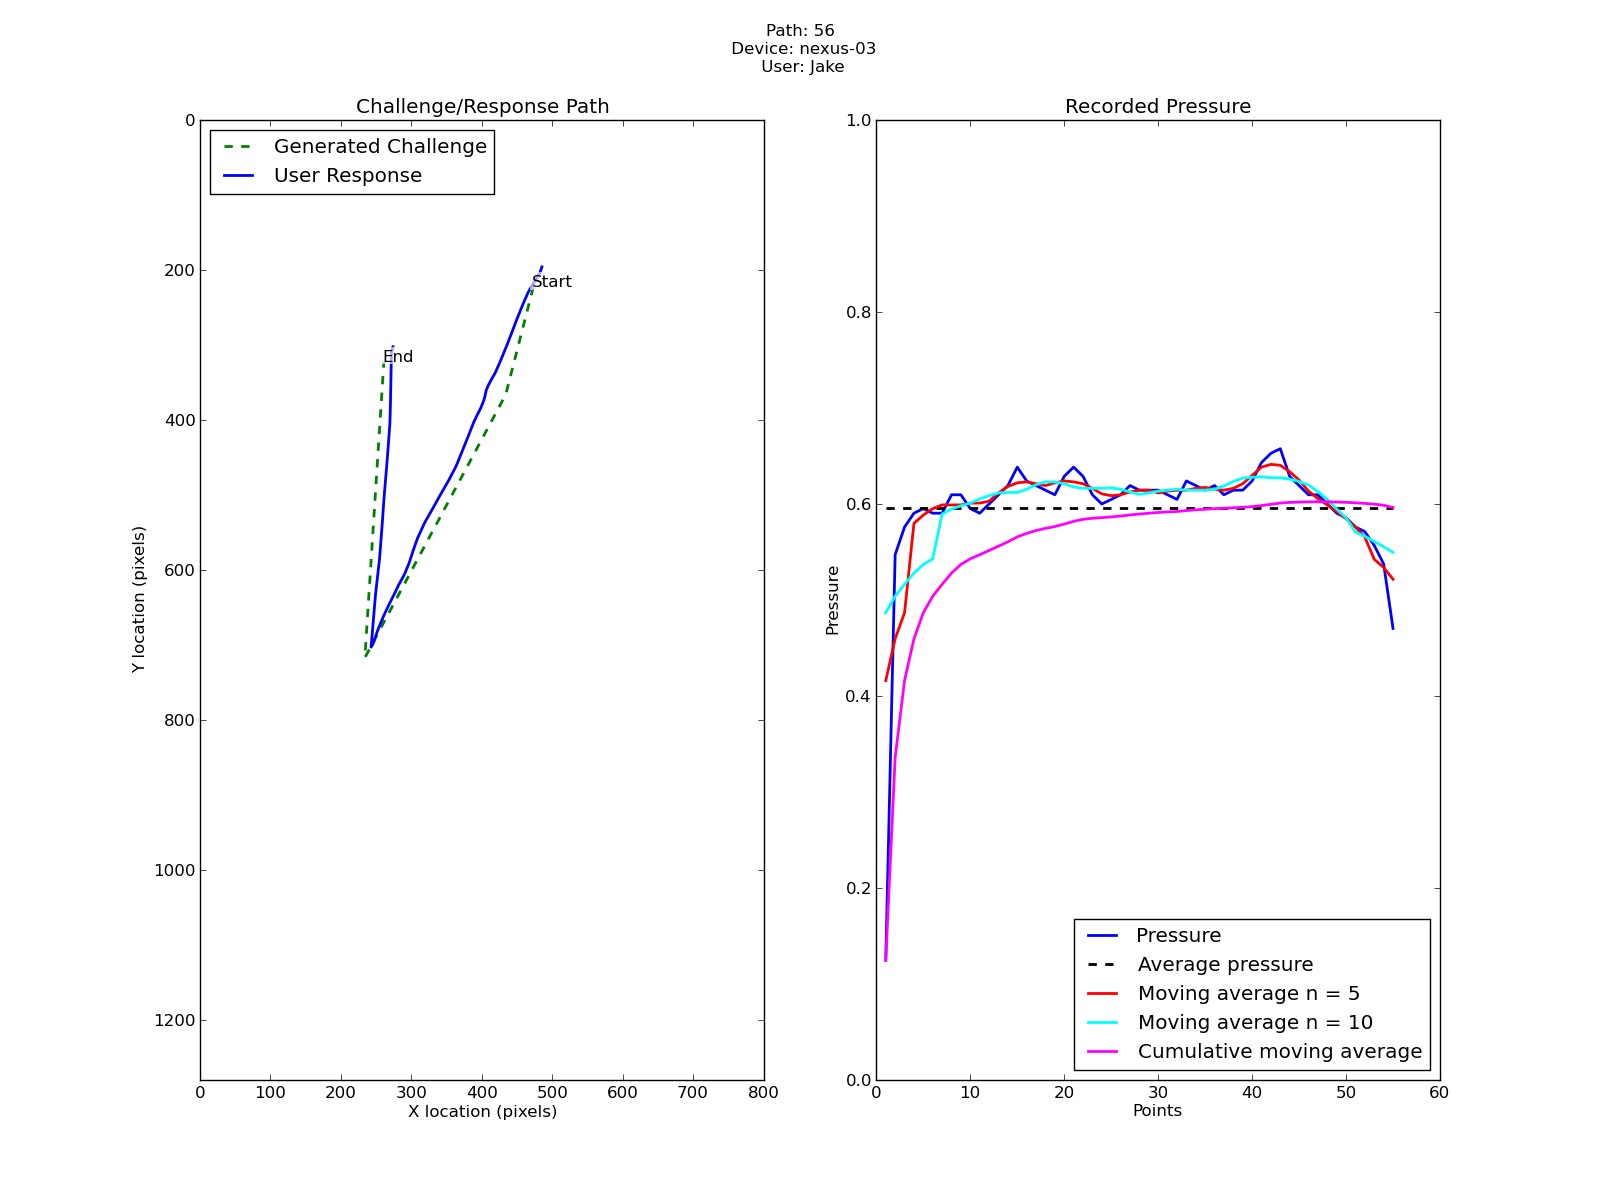 Path: 56
Device: nexus-03
User: Jake
Challenge/Response Path
Generated Challenge
User Response
Start
End
0
200
400
600
800
1000
1200
Y location (pixels)
0 100 200 300 400 500 600 700 800
X location (pixels)
Recorded Pressure
1.0
0.8
0.6
0.4
0.2
0.0
Pressure
Pressure
Average pressure
Moving average n = 5
Moving average n = 10
Cumulative moving average
0 10 20 30 40 50 60
Points